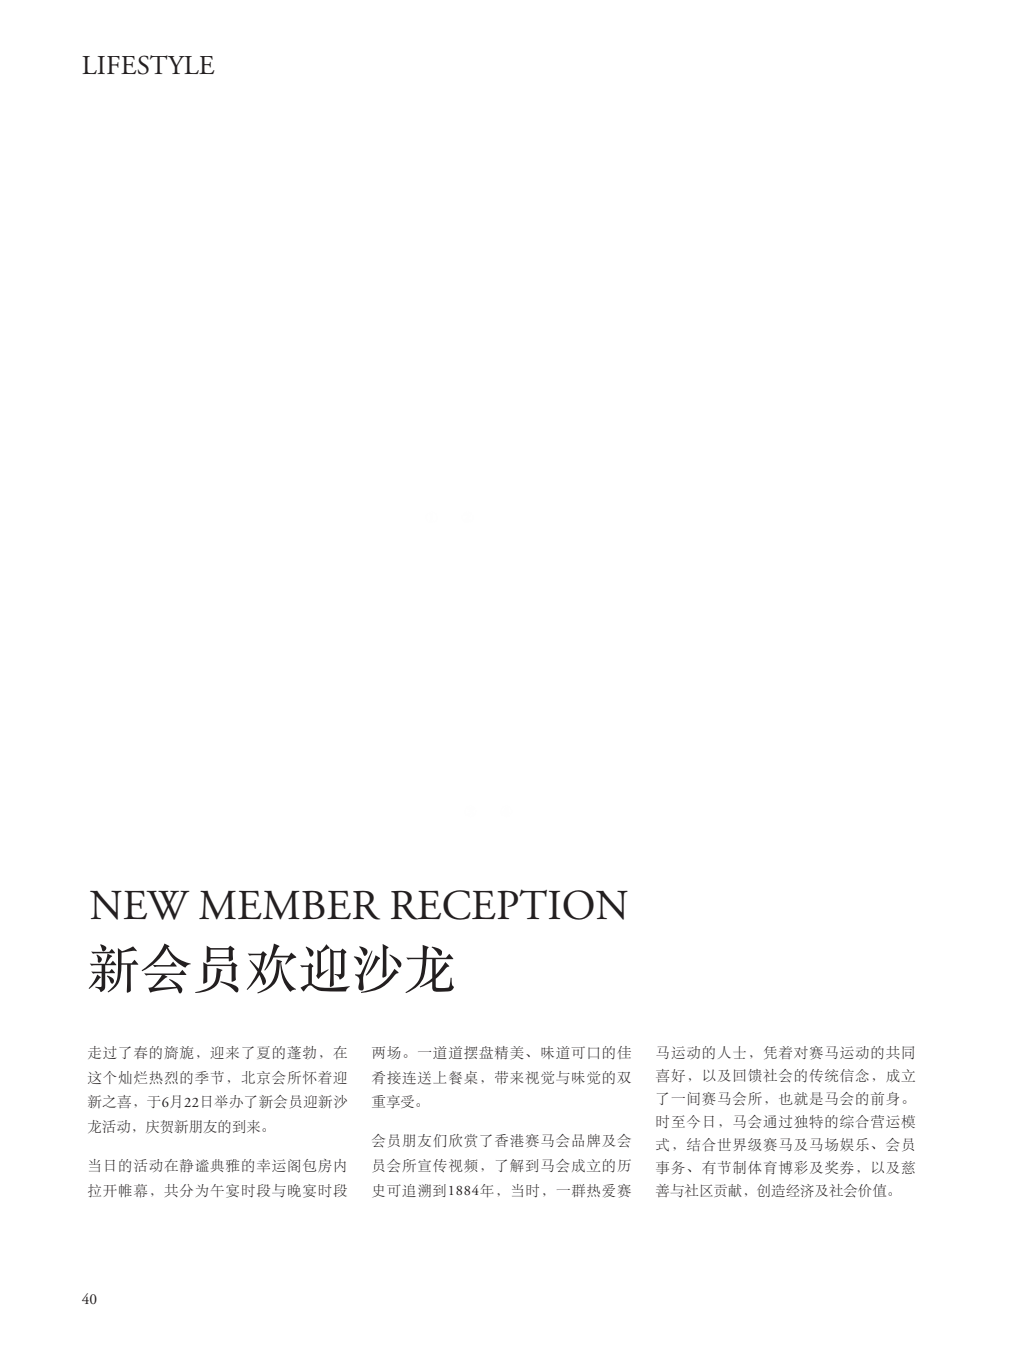 LIFESTYLE
NEW MEMBER RECEPTION
新会员欢迎沙龙
走过了春的旖旎，迎来了夏的蓬勃，在
这个灿烂热烈的季节，北京会所怀着迎
新之喜，于6月22日举办了新会员迎新沙
龙活动，庆贺新朋友的到来。
当日的活动在静谧典雅的幸运阁包房内
拉开帷幕，共分为午宴时段与晚宴时段
两场。一道道摆盘精美、味道可口的佳
肴接连送上餐桌，带来视觉与味觉的双
重享受。
会员朋友们欣赏了香港赛马会品牌及会
员会所宣传视频，了解到马会成立的历
史可追溯到1884年，当时，一群热爱赛
马运动的人士，凭着对赛马运动的共同
喜好，以及回馈社会的传统信念，成立
了一间赛马会所，也就是马会的前身。
时至今日，马会通过独特的综合营运模
式，结合世界级赛马及马场娱乐、会员
事务、有节制体育博彩及奖券，以及慈
善与社区贡献，创造经济及社会价值。
40